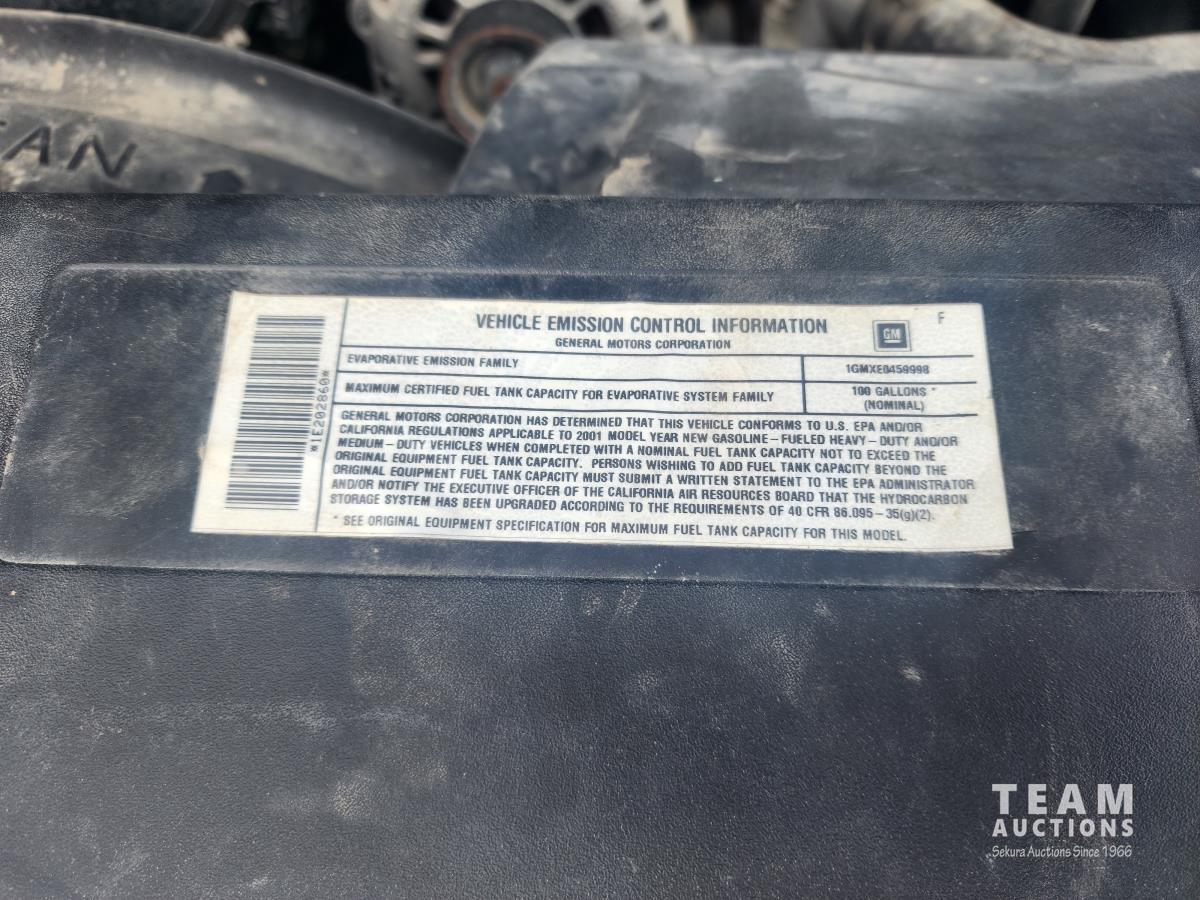 AN
VEHICLE EMISSION CONTROL INFORMATION
GENERAL MOTORS CORPORATION
GM
F
EVAPORATIVE EMISSION FAMILY
1GMXE0459998
MAXIMUM CERTIFIED FUEL TANK CAPACITY FOR EVAPORATIVE SYSTEM FAMILY
100 GALLONS *
(NOMINAL)
*1E202860*
GENERAL MOTORS CORPORATION HAS DETERMINED THAT THIS VEHICLE CONFORMS TO U.S. EPA AND/OR
CALIFORNIA REGULATIONS APPLICABLE TO 2001 MODEL YEAR NEW GASOLINE-FUELED HEAVY-DUTY AND/OR
MEDIUM-DUTY VEHICLES WHEN COMPLETED WITH A NOMINAL FUEL TANK CAPACITY NOT TO EXCEED THE
ORIGINAL EQUIPMENT FUEL TANK CAPACITY. PERSONS WISHING TO ADD FUEL TANK CAPACITY BEYOND THE
ORIGINAL EQUIPMENT FUEL TANK CAPACITY MUST SUBMIT A WRITTEN STATEMENT TO THE EPA ADMINISTRATOR
AND/OR NOTIFY THE EXECUTIVE OFFICER OF THE CALIFORNIA AIR RESOURCES BOARD THAT THE HYDROCARBON
STORAGE SYSTEM HAS BEEN UPGRADED ACCORDING TO THE REQUIREMENTS OF 40 CFR 86.095-35(g)(2).
* SEE ORIGINAL EQUIPMENT SPECIFICATION FOR MAXIMUM FUEL TANK CAPACITY FOR THIS MODEL.
TEAM
AUCTIONS
Sekura Auctions Since 1966